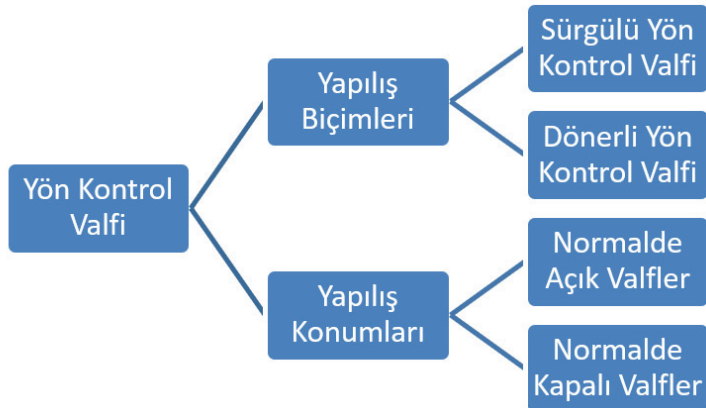 Yön Kontrol
Valfi
Yapılış
Biçimleri
Sürgülü Yön
Kontrol Valfi
Dönerli Yön
Kontrol Valfi
Yapılış
Konumları
Normalde
Açık Valfler
Normalde
Kapalı Valfler